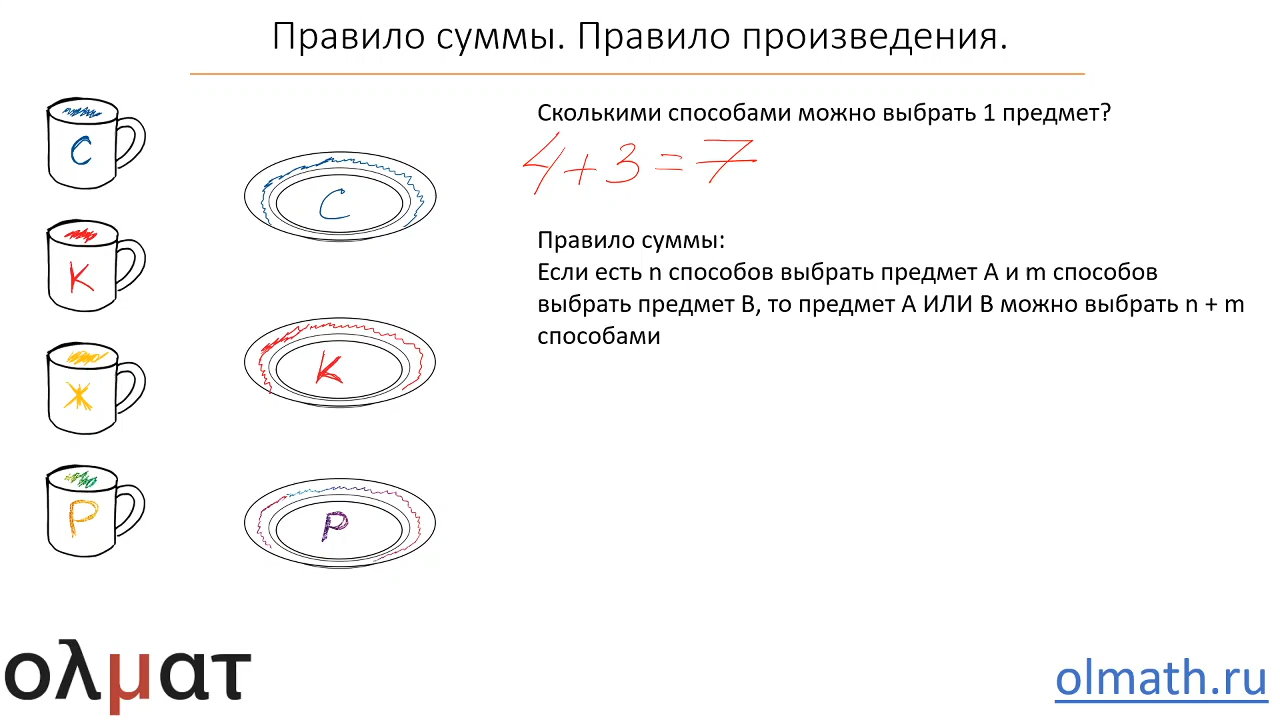 Правило суммы. Правило произведения.
С
К
Ж
Р
С
К
Р
Сколькими способами можно выбрать 1 предмет?
4+3=7
Правило суммы:
Если есть n способов выбрать предмет А и m способов
выбрать предмет В, то предмет А ИЛИ В можно выбрать n + m
способами
ολματ
olmath.ru